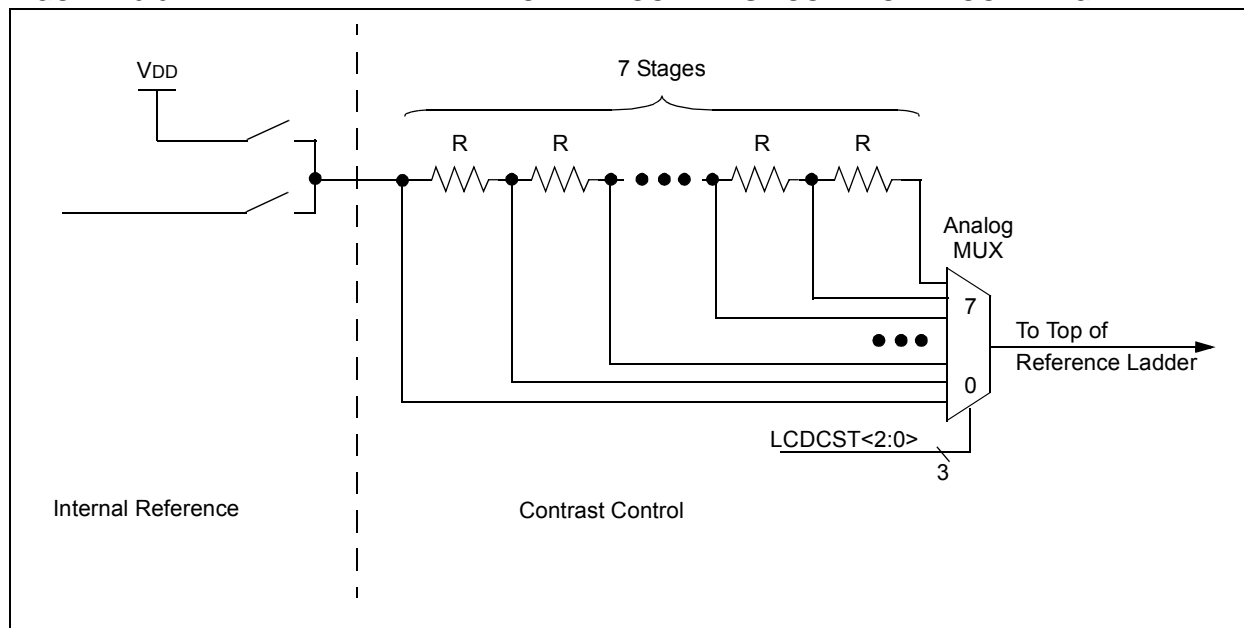 VDD
7 Stages
R
R
R
R
Analog
MUX
7
To Top of
Reference Ladder
0
LCDCST<2:0>
3
Internal Reference
Contrast Control